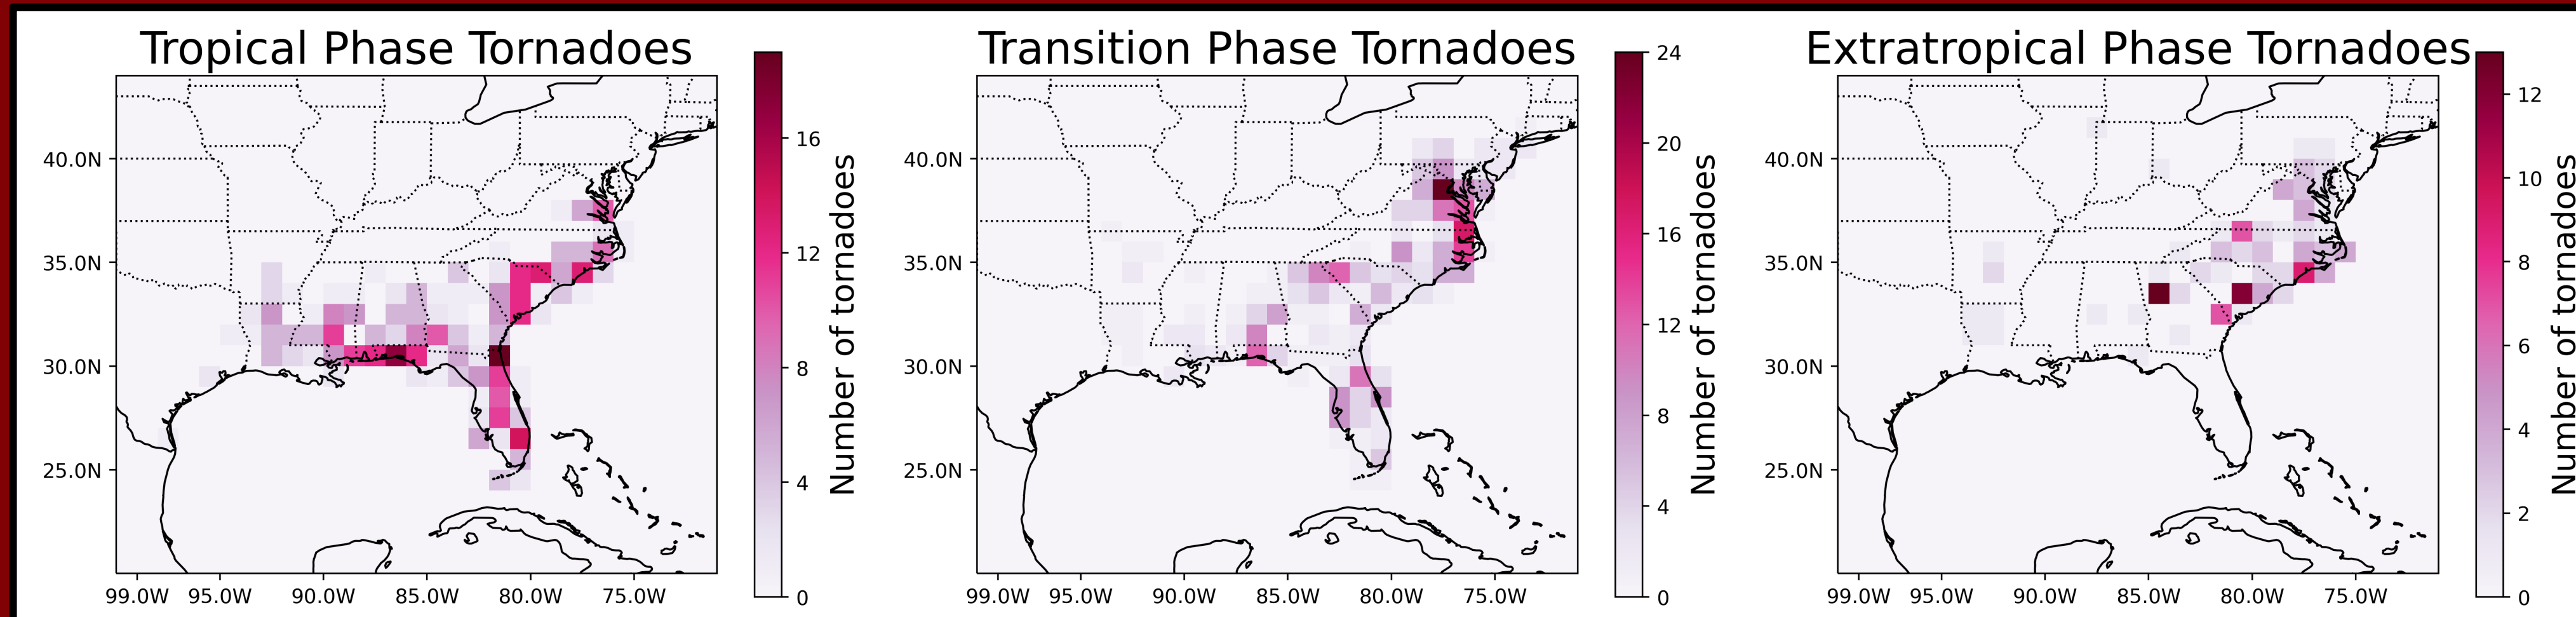 Tropical Phase Tornadoes
40.0N
35.0N
30.0N
25.0N
99.0W 95.0W 90.0W 85.0W 80.0W 75.0W
16
12
8
4
0
Number of tornadoes
Transition Phase Tornadoes
40.0N
35.0N
30.0N
25.0N
99.0W 95.0W 90.0W 85.0W 80.0W 75.0W
24
20
16
12
8
4
0
Number of tornadoes
Extratropical Phase Tornadoes
40.0N
35.0N
30.0N
25.0N
99.0W 95.0W 90.0W 85.0W 80.0W 75.0W
12
10
8
6
4
2
0
Number of tornadoes